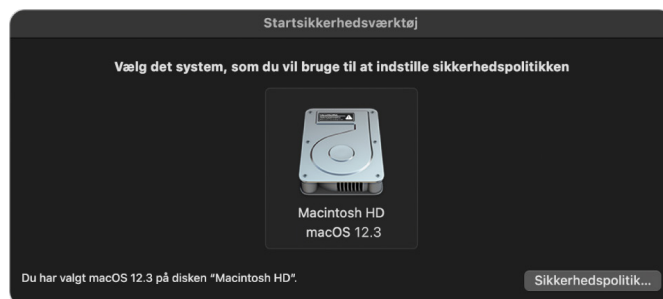 Startsikkerhedsværktøj
Vælg det system, som du vil bruge til at indstille sikkerhedspolitikken
Macintosh HD
macOS 12.3
Du har valgt macOS 12.3 på disken "Macintosh HD".
Sikkerhedspolitik...